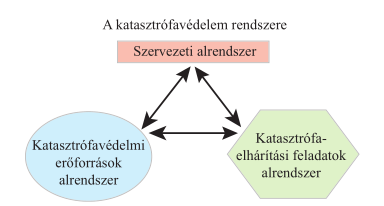 A katasztrófavédelem rendszere
Szervezeti alrendszer
Katasztrófavédelmi
erőforrások
alrendszer
Katasztrófa-
elhárítási feladatok
alrendszer